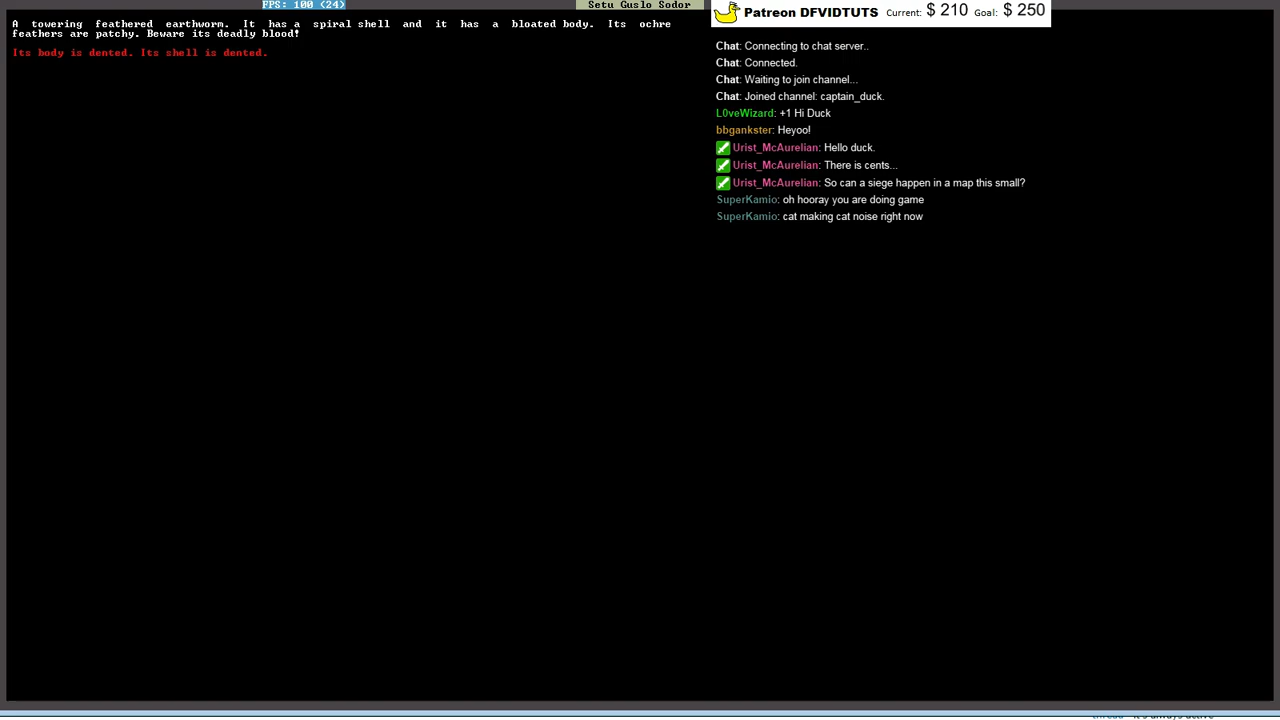 FPS: 100 (24)
Setu Guslo Sodor
Patreon DFVIDTUTS Current: $ 210 Goal: $ 250
A towering feathered earthworm. It has a spiral shell and it has a bloated body. Its ochre
feathers are patchy. Beware its deadly blood!
Its body is dented. Its shell is dented.
Chat: Connecting to chat server..
Chat: Connected.
Chat: Waiting to join channel...
Chat: Joined channel: captain_duck.
L0veWizard: +1 Hi Duck
bbgankster: Heyoo!
Urist_McAurelian: Hello duck.
Urist_McAurelian: There is cents...
Urist_McAurelian: So can a siege happen in a map this small?
SuperKamio: oh hooray you are doing game
SuperKamio: cat making cat noise right now